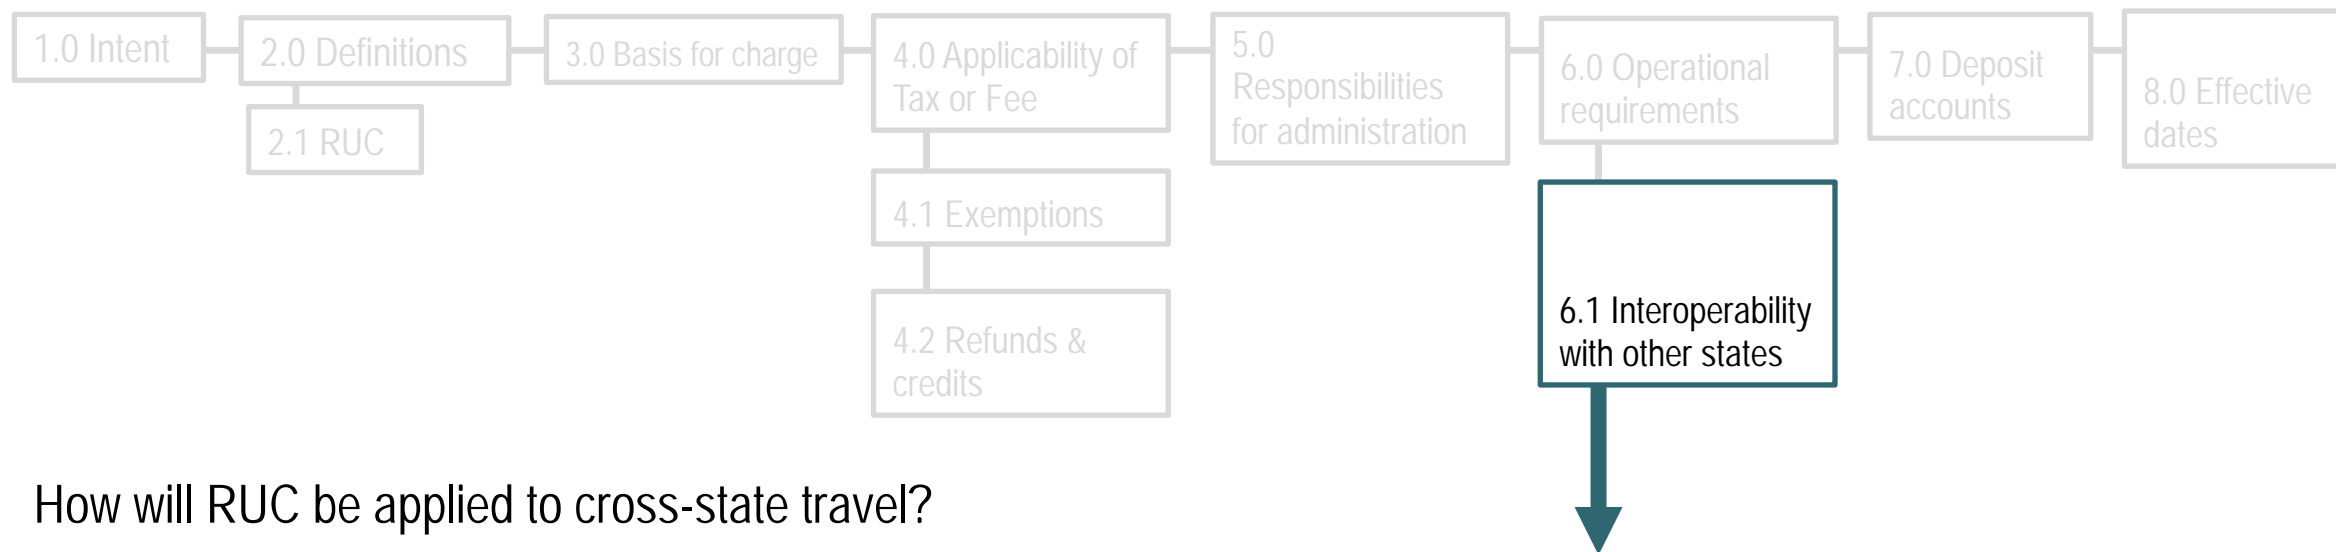 1.0 Intent
2.0 Definitions
2.1 RUC
3.0 Basis for charge
4.0 Applicability of
Tax or Fee
4.1 Exemptions
4.2 Refunds &
credits
5.0
Responsibilities
for administration
6.0 Operational
requirements
6.1 Interoperability
with other states
7.0 Deposit
accounts
8.0 Effective
dates
How will RUC be applied to cross-state travel?